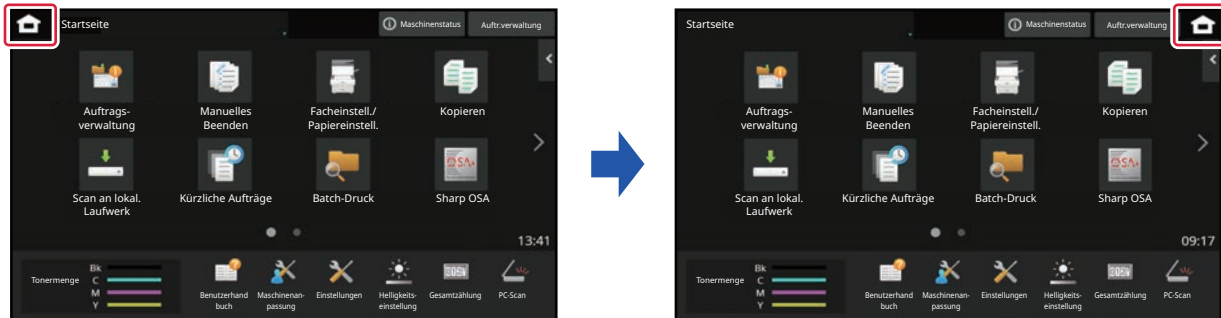 Startseite
Maschinenstatus
Auftr.verwaltung
Auftrags-
verwaltung
Manuelles
Beenden
Facheinstell./
Papiereinstell.
Kopieren
Scan an lokal.
Laufwerk
Kürzliche Aufträge
Batch-Druck
OSA
Sharp OSA
13:41
Tonermenge
Bk
C
M
Y
Benutzerhand
buch
Maschinenan-
passung
Einstellungen
Helligkeits-
einstellung
Gesamtzählung
PC-Scan
Startseite
Maschinenstatus
Auftr.verwaltung
Auftrags-
verwaltung
Manuelles
Beenden
Facheinstell./
Papiereinstell.
Kopieren
Scan an lokal.
Laufwerk
Kürzliche Aufträge
Batch-Druck
OSA
Sharp OSA
09:17
Tonermenge
Bk
C
M
Y
Benutzerhand
buch
Maschinenan-
passung
Einstellungen
Helligkeits-
einstellung
Gesamtzählung
PC-Scan